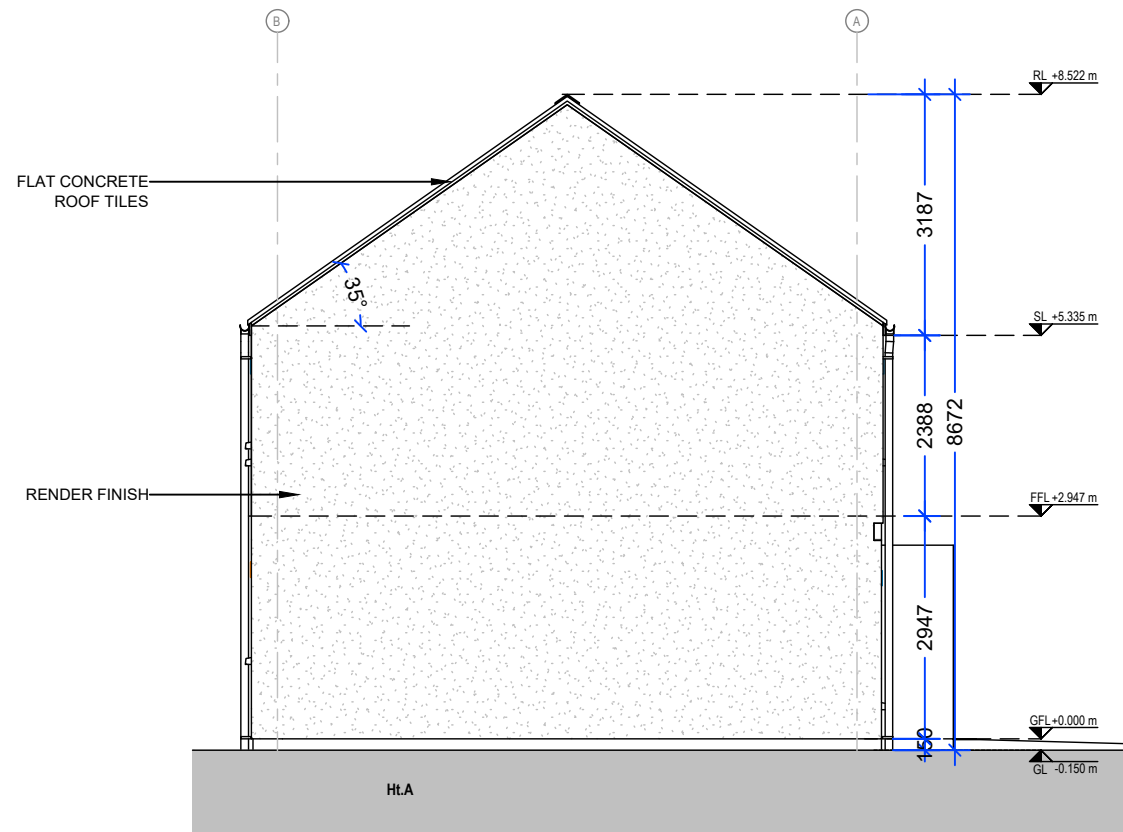 B
A
RL +8.522 m
FLAT CONCRETE
ROOF TILES
3187
35°
SL +5.335 m
2388
8672
RENDER FINISH
FFL +2.947 m
2947
GFL +0.000 m
150
GL -0.150 m
Ht.A